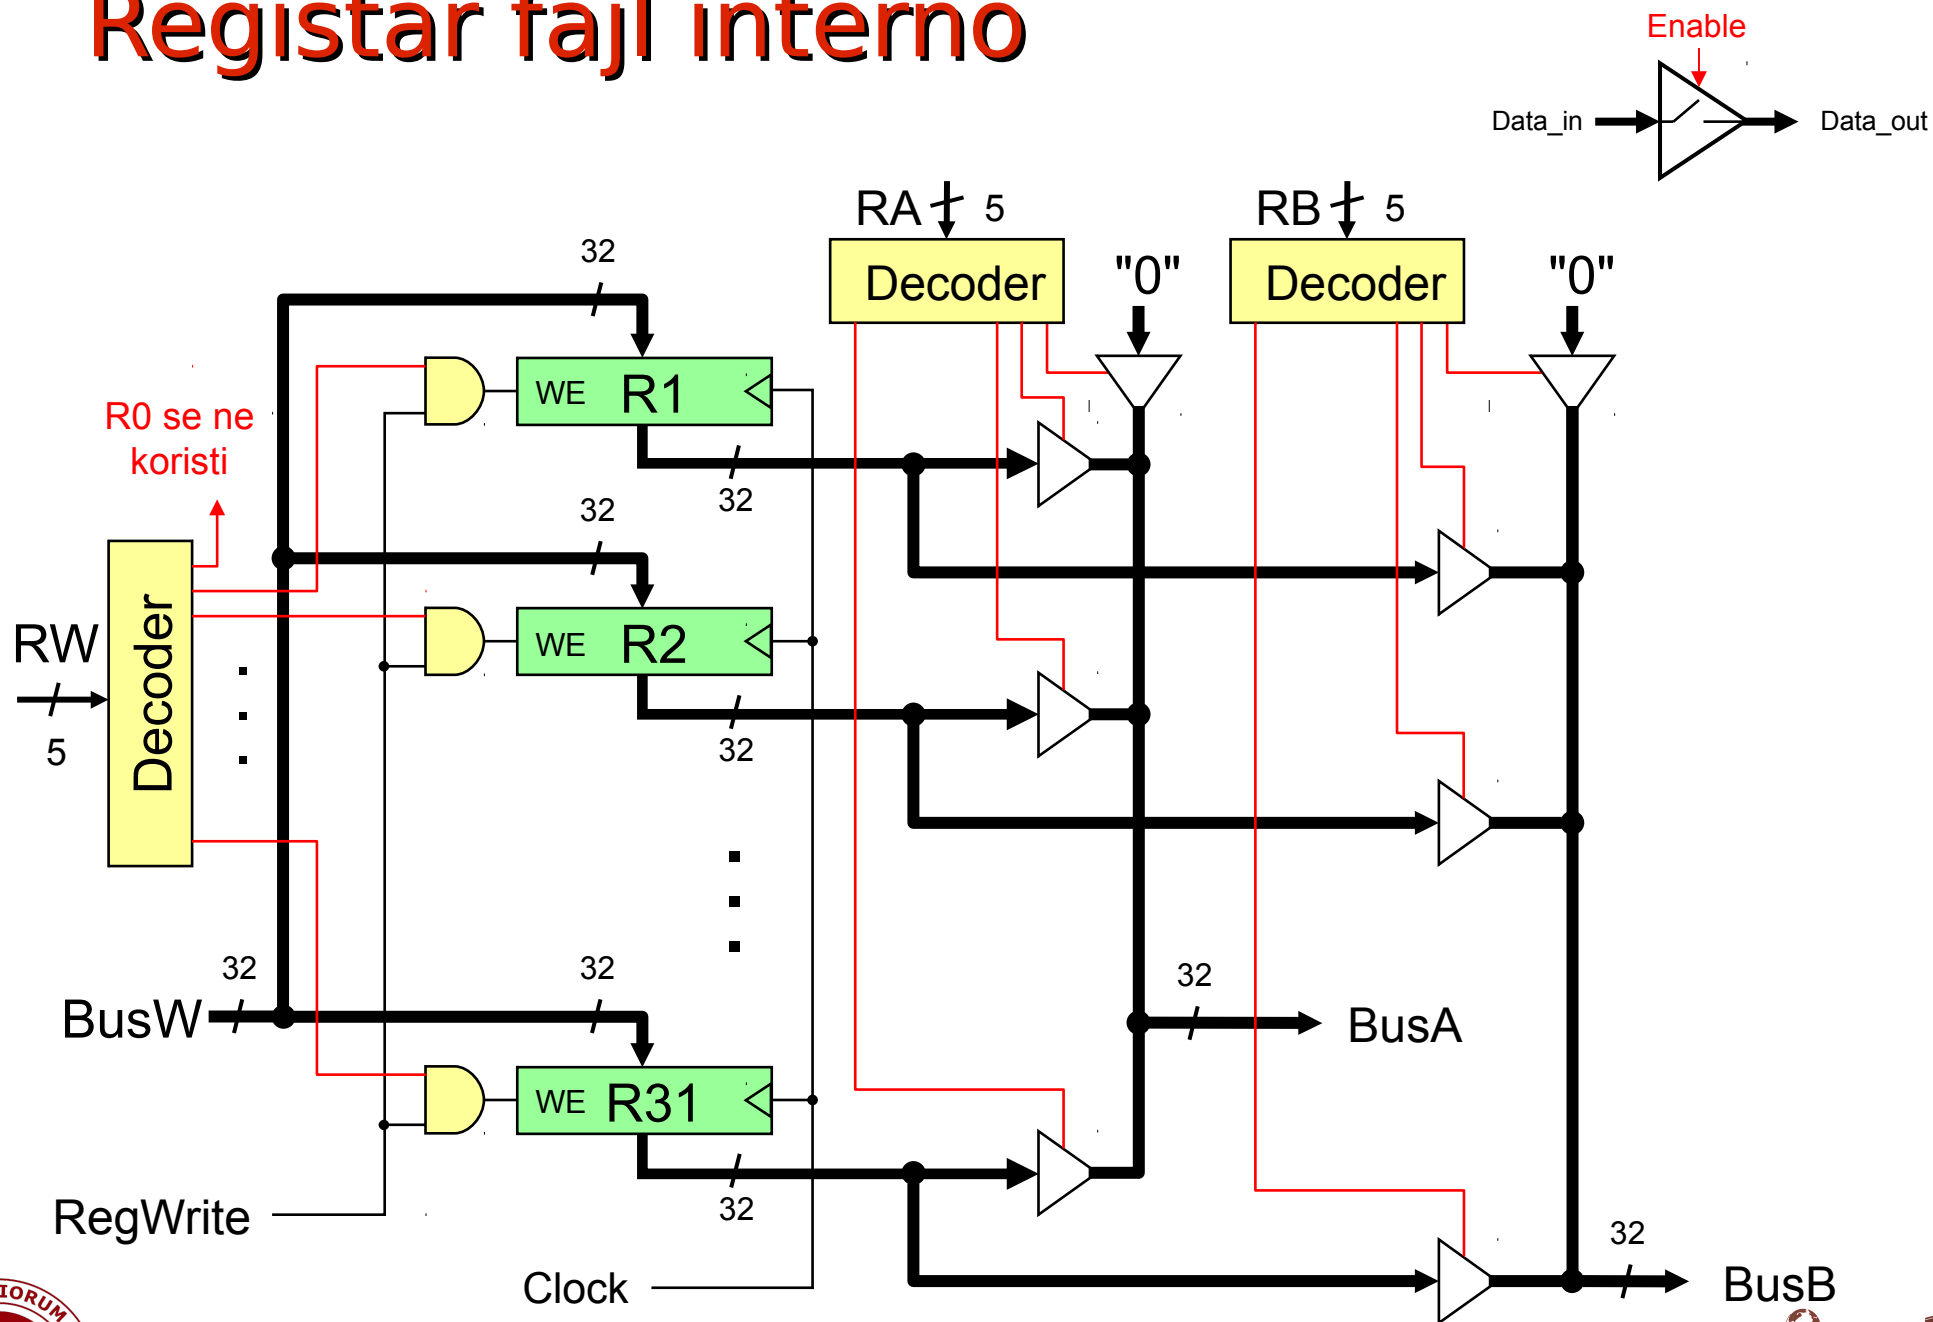 Registar fajl interno
Enable
Data_in
Data_out
RA
5
RB
5
32
Decoder
"0"
Decoder
"0"
WE R1
R0 se ne
koristi
32
32
RW
5
Decoder
WE R2
32
32
32
32
BusW
BusA
WE R31
32
RegWrite
32
Clock
BusB
IORUM